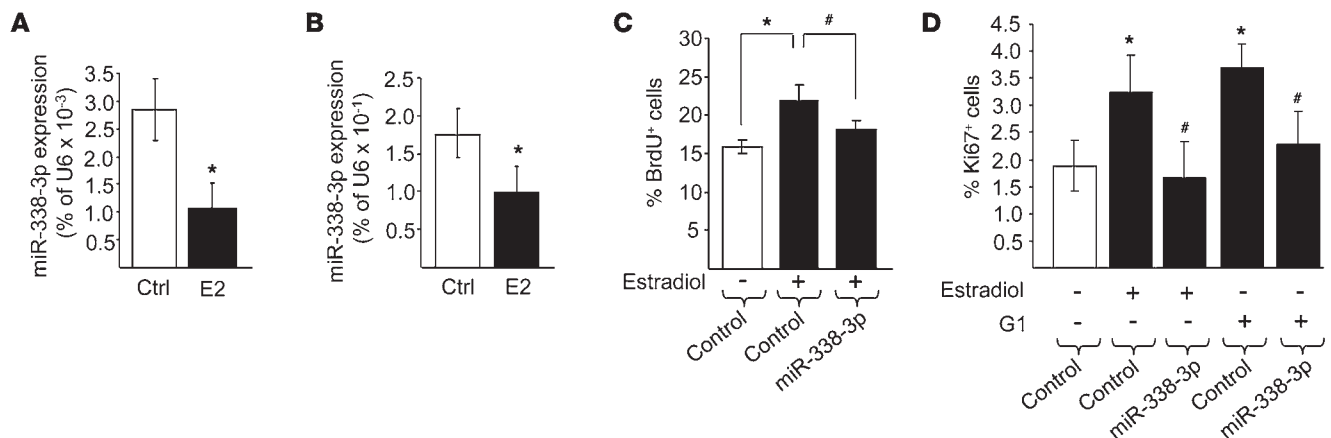 A
miR-338-3p expression
(% of U6 x 10-3)
3.5
3.0
2.5
2.0
1.5
1.0
0.5
*
Ctrl E2
B
miR-338-3p expression
(% of U6 x 10-1)
2.5
2.0
1.5
1.0
0.5
*
Ctrl E2
C
% BrdU+ cells
30
25
20
15
10
5
* #
Estradiol - + +
Control Control miR-338-3p
D
% Ki67+ cells
4.5
4.0
3.5
3.0
2.5
2.0
1.5
1.0
0.5
* # * #
Estradiol - + + - -
G1 - - - + +
Control Control miR-338-3p Control miR-338-3p